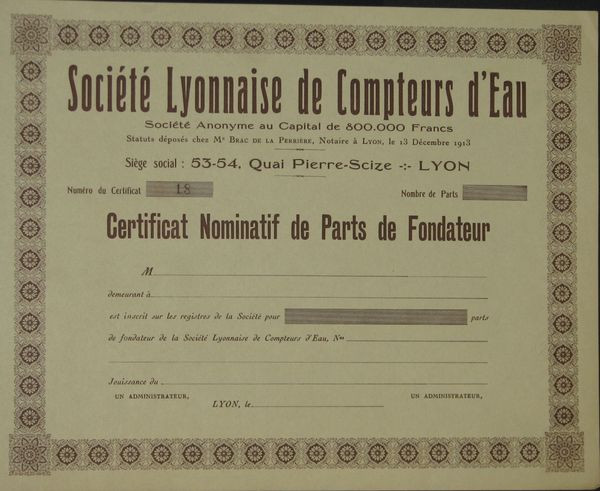 Société Lyonnaise de Compteurs d'Eau
Société Anonyme au Capital de 800.000 Francs
Statuts déposés chez Me Brac de la Perrière, Notaire à Lyon, le 13 Décembre 1913
Siège social : 53-54, Quai Pierre-Scize -:- LYON
Numéro du Certificat 18 Nombre de Parts
Certificat Nominatif de Parts de Fondateur
M
demeurant à
est inscrit sur les registres de la Société pour parts
de fondateur de la Société Lyonnaise de Compteurs d'Eau, Nos
Jouissance du
UN ADMINISTRATEUR, UN ADMINISTRATEUR,
LYON, le